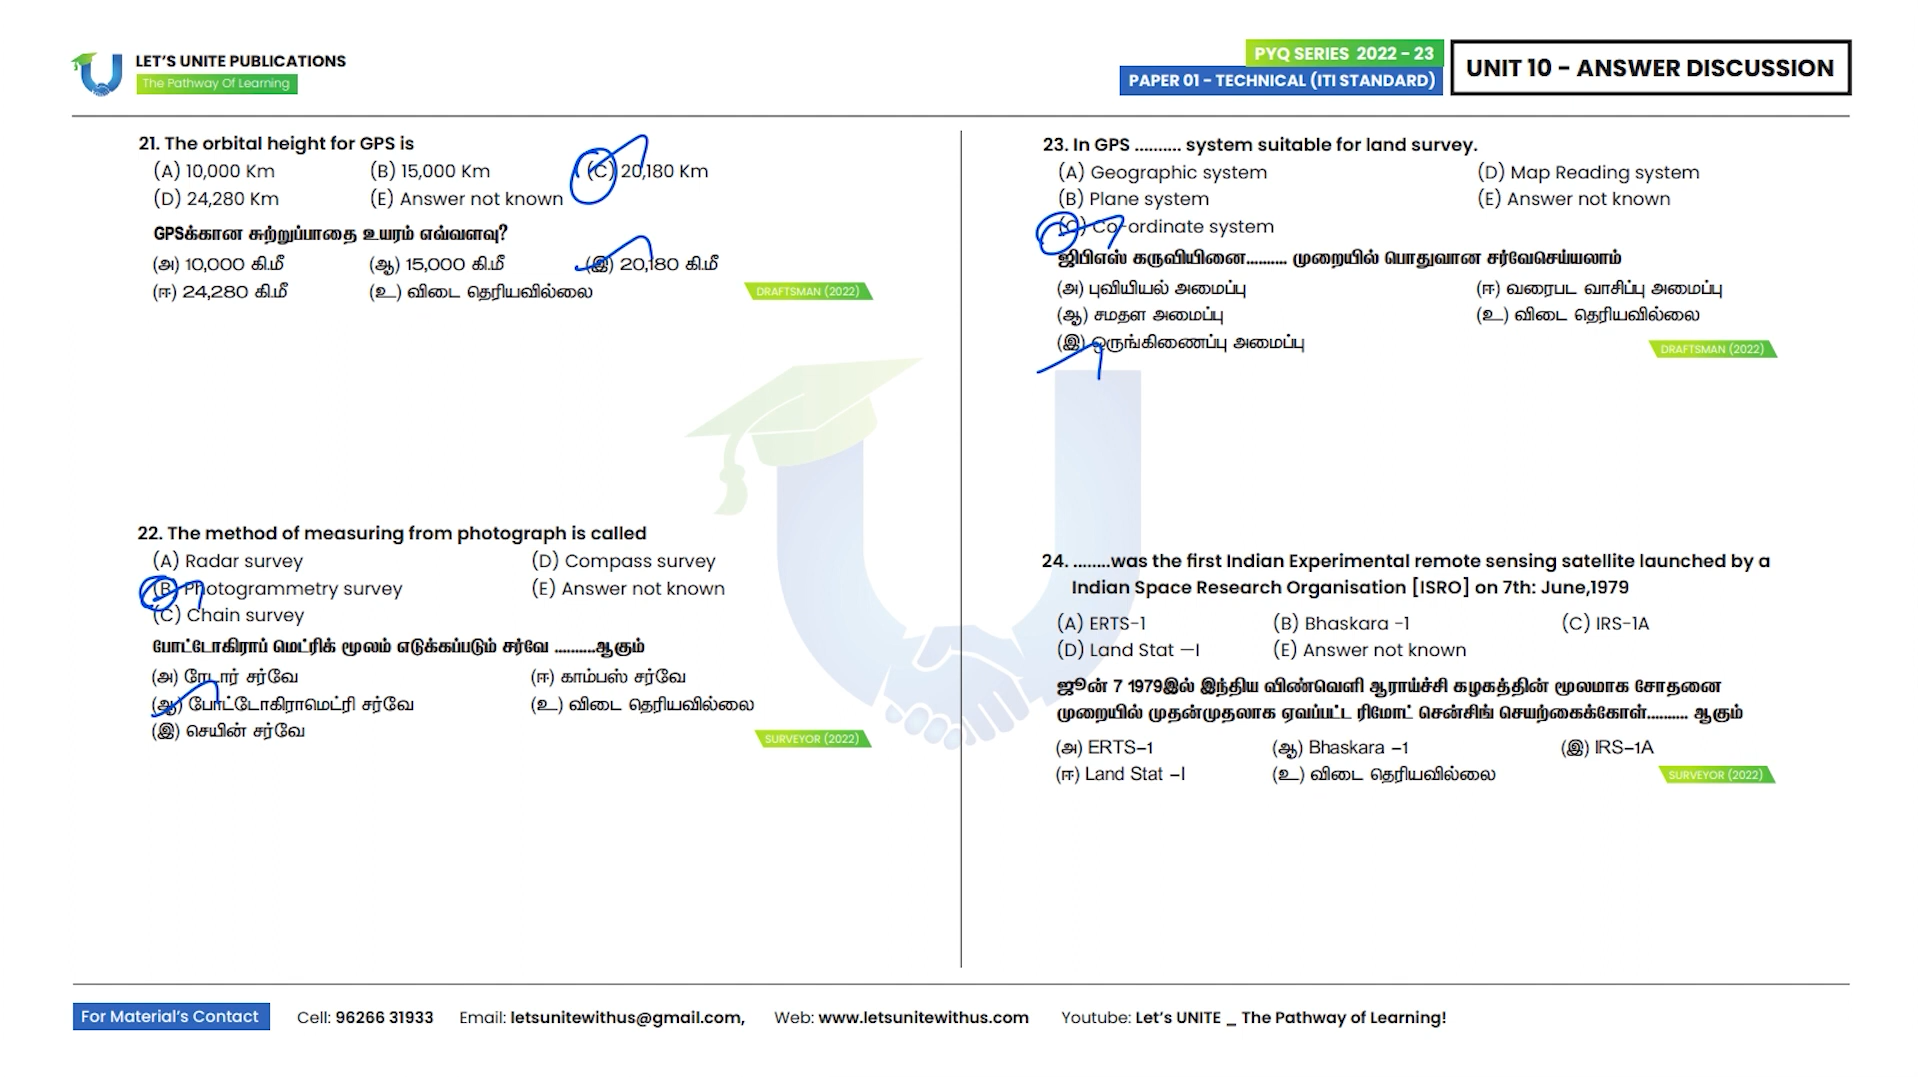 LET'S UNITE PUBLICATIONS
The Pathway Of Learning
PYQ SERIES 2022 - 23
PAPER 01 - TECHNICAL (ITI STANDARD)
UNIT 10 - ANSWER DISCUSSION
21. The orbital height for GPS is
(A) 10,000 Km (B) 15,000 Km (C) 20,180 Km
(D) 24,280 Km (E) Answer not known
GPSக்கான சுற்றுப்பாதை உயரம் எவ்வளவு?
(அ) 10,000 கி.மீ (ஆ) 15,000 கி.மீ (இ) 20,180 கி.மீ
(ஈ) 24,280 கி.மீ (உ) விடை தெரியவில்லை
DRAFTSMAN (2022)
22. The method of measuring from photograph is called
(A) Radar survey (D) Compass survey
(B) Photogrammetry survey (E) Answer not known
(C) Chain survey
போட்டோகிராப் மெட்ரிக் மூலம் எடுக்கப்படும் சர்வே ..........ஆகும்
(அ) ரேடார் சர்வே (ஈ) காம்பஸ் சர்வே
(ஆ) போட்டோகிராமெட்ரி சர்வே (உ) விடை தெரியவில்லை
(இ) செயின் சர்வே
SURVEYOR (2022)
23. In GPS .......... system suitable for land survey.
(A) Geographic system (D) Map Reading system
(B) Plane system (E) Answer not known
(C) Co-ordinate system
ஜிபிஎஸ் கருவியினை.......... முறையில் பொதுவான சர்வேசெய்யலாம்
(அ) புவியியல் அமைப்பு (ஈ) வரைபட வாசிப்பு அமைப்பு
(ஆ) சமதள அமைப்பு (உ) விடை தெரியவில்லை
(இ) ஒருங்கிணைப்பு அமைப்பு
DRAFTSMAN (2022)
24. ........was the first Indian Experimental remote sensing satellite launched by a
Indian Space Research Organisation [ISRO] on 7th: June,1979
(A) ERTS-1 (B) Bhaskara -1 (C) IRS-1A
(D) Land Stat —I (E) Answer not known
ஜூன் 7 1979இல் இந்திய விண்வெளி ஆராய்ச்சி கழகத்தின் மூலமாக சோதனை
முறையில் முதன்முதலாக ஏவப்பட்ட ரிமோட் சென்சிங் செயற்கைக்கோள்.......... ஆகும்
(அ) ERTS-1 (ஆ) Bhaskara -1 (இ) IRS-1A
(ஈ) Land Stat -I (உ) விடை தெரியவில்லை
SURVEYOR (2022)
For Material's Contact Cell: 96266 31933 Email: letsunitewithus@gmail.com, Web: www.letsunitewithus.com Youtube: Let's UNITE _ The Pathway of Learning!